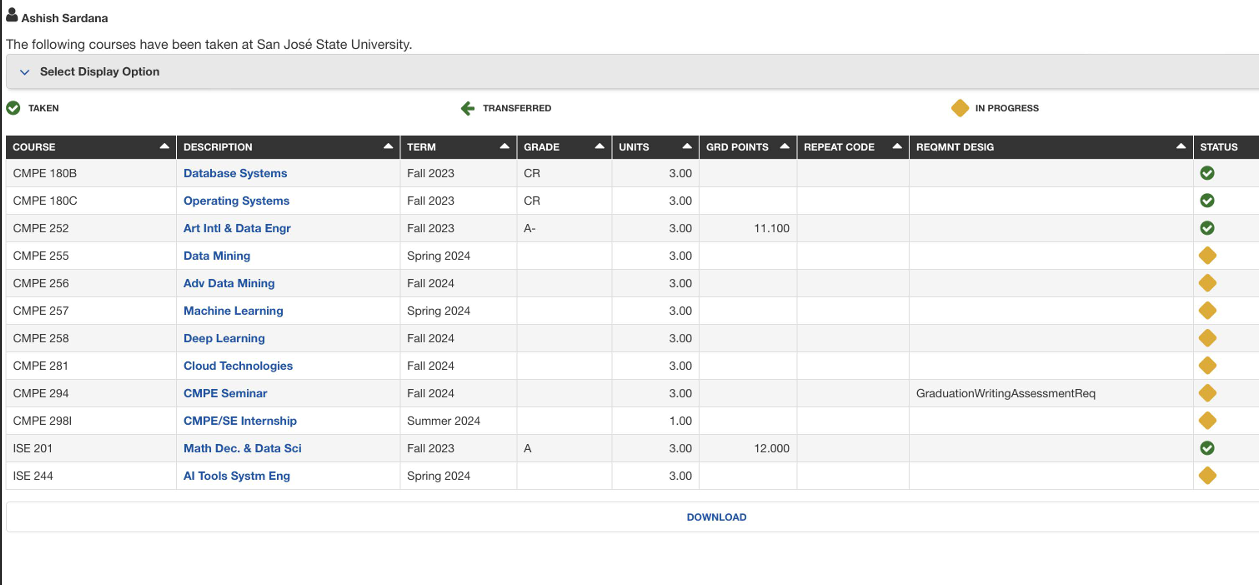 Ashish Sardana
The following courses have been taken at San José State University.
Select Display Option
TAKEN TRANSFERRED IN PROGRESS
COURSE DESCRIPTION TERM GRADE UNITS GRD POINTS REPEAT CODE REQMNT DESIG STATUS
CMPE 180B Database Systems Fall 2023 CR 3.00
CMPE 180C Operating Systems Fall 2023 CR 3.00
CMPE 252 Art Intl & Data Engr Fall 2023 A- 3.00 11.100
CMPE 255 Data Mining Spring 2024 3.00
CMPE 256 Adv Data Mining Fall 2024 3.00
CMPE 257 Machine Learning Spring 2024 3.00
CMPE 258 Deep Learning Fall 2024 3.00
CMPE 281 Cloud Technologies Fall 2024 3.00
CMPE 294 CMPE Seminar Fall 2024 3.00 GraduationWritingAssessmentReq
CMPE 298I CMPE/SE Internship Summer 2024 1.00
ISE 201 Math Dec. & Data Sci Fall 2023 A 3.00 12.000
ISE 244 AI Tools Systm Eng Spring 2024 3.00
DOWNLOAD